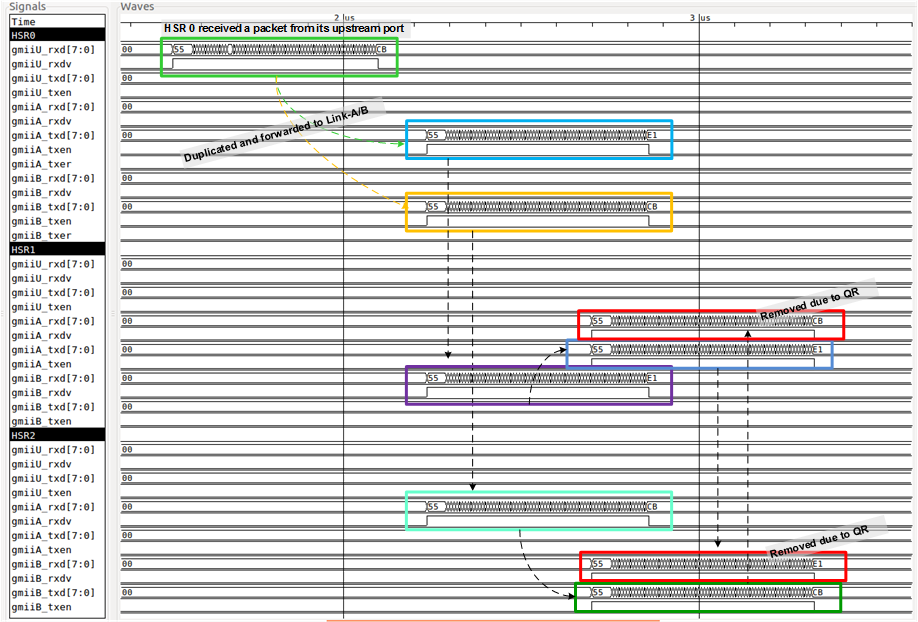 Signals
Waves
Time
2 us
3 us
HSR 0 received a packet from its upstream port
HSR0
gmiiU_rxd[7:0]
00
55
CB
gmiiU_rxdv
gmiiU_txd[7:0]
00
gmiiU_txen
gmiiA_rxd[7:0]
00
gmiiA_rxdv
Duplicated and forwarded to Link-A/B
gmiiA_txd[7:0]
00
55
E1
gmiiA_txen
gmiiA_txer
gmiiB_rxd[7:0]
00
gmiiB_rxdv
gmiiB_txd[7:0]
00
55
CB
gmiiB_txen
gmiiB_txer
HSR1
gmiiU_rxd[7:0]
00
gmiiU_rxdv
gmiiU_txd[7:0]
00
gmiiU_txen
Removed due to QR
gmiiA_rxd[7:0]
00
55
CB
gmiiA_rxdv
gmiiA_txd[7:0]
00
55
E1
gmiiA_txen
gmiiB_rxd[7:0]
00
55
E1
gmiiB_rxdv
gmiiB_txd[7:0]
00
gmiiB_txen
HSR2
gmiiU_rxd[7:0]
00
gmiiU_rxdv
gmiiU_txd[7:0]
00
gmiiU_txen
gmiiA_rxd[7:0]
00
55
CB
gmiiA_rxdv
gmiiA_txd[7:0]
00
gmiiA_txen
Removed due to QR
gmiiB_rxd[7:0]
00
55
E1
gmiiB_rxdv
gmiiB_txd[7:0]
00
55
CB
gmiiB_txen